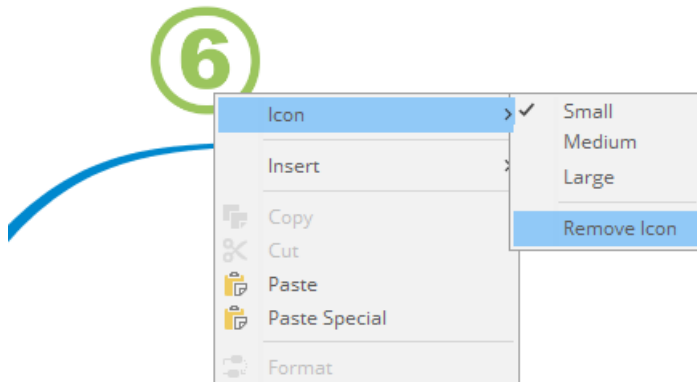 6
Icon
Insert
Copy
Cut
Paste
Paste Special
Format
Small
Medium
Large
Remove Icon